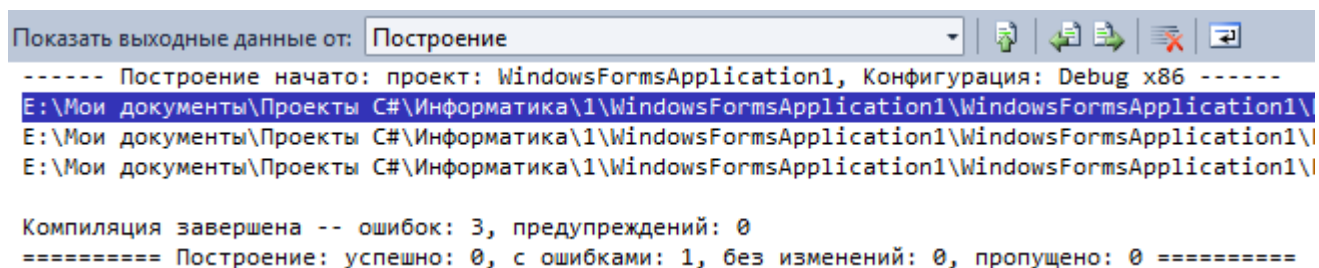 Показать выходные данные от: Построение
------ Построение начато: проект: WindowsFormsApplication1, Конфигурация: Debug x86 ------
E:\Мои документы\Проекты C#\Информатика\1\WindowsFormsApplication1\WindowsFormsApplication1\
E:\Мои документы\Проекты C#\Информатика\1\WindowsFormsApplication1\WindowsFormsApplication1\
E:\Мои документы\Проекты C#\Информатика\1\WindowsFormsApplication1\WindowsFormsApplication1\
Компиляция завершена -- ошибок: 3, предупреждений: 0
========== Построение: успешно: 0, с ошибками: 1, без изменений: 0, пропущено: 0 ==========